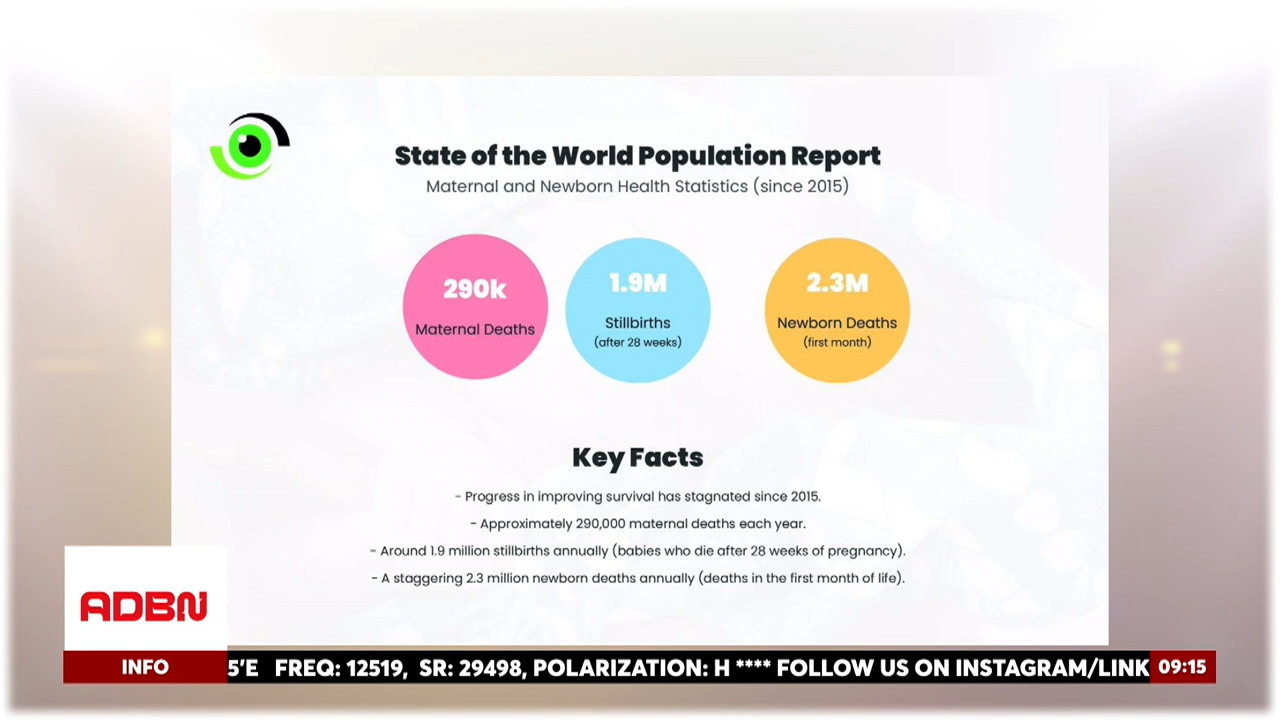 State of the World Population Report
Maternal and Newborn Health Statistics (since 2015)
290k
Maternal Deaths
1.9M
Stillbirths
(after 28 weeks)
2.3M
Newborn Deaths
(first month)
Key Facts
- Progress in improving survival has stagnated since 2015.
- Approximately 290,000 maternal deaths each year.
- Around 1.9 million stillbirths annually (babies who die after 28 weeks of pregnancy).
- A staggering 2.3 million newborn deaths annually (deaths in the first month of life).
ADBN
INFO
5'E FREQ: 12519, SR: 29498, POLARIZATION: H **** FOLLOW US ON INSTAGRAM/LINK
09:15